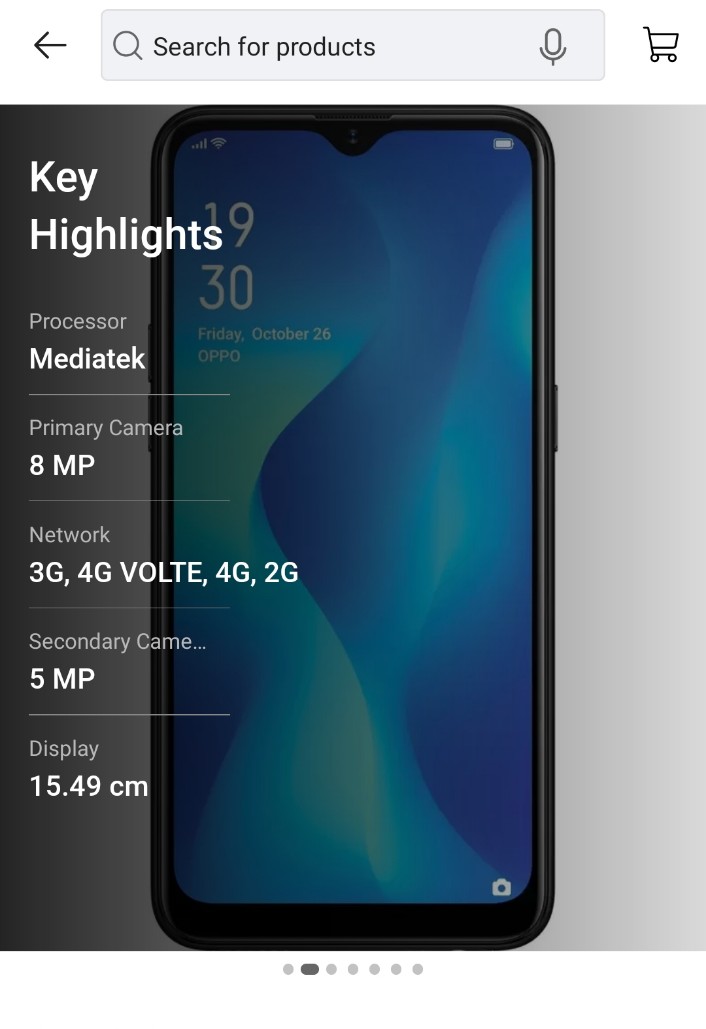 Search for products
Key
Highlights
19
30
Friday, October 26
OPPO
Processor
Mediatek
Primary Camera
8 MP
Network
3G, 4G VOLTE, 4G, 2G
Secondary Came...
5 MP
Display
15.49 cm